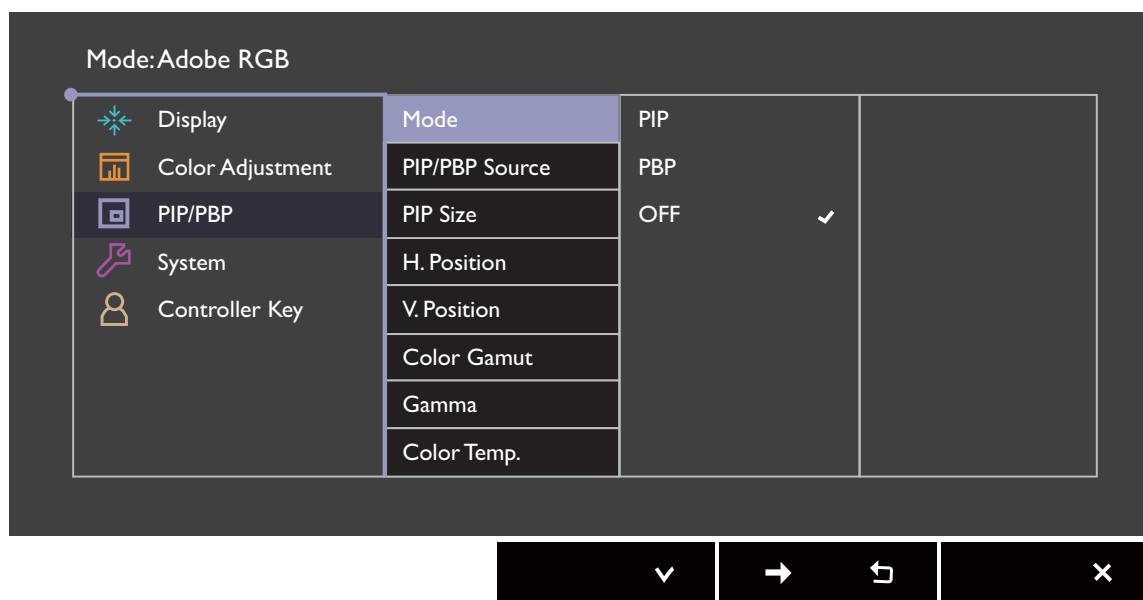 Mode: Adobe RGB
Display
Color Adjustment
PIP/PBP
System
Controller Key
Mode
PIP/PBP Source
PIP Size
H. Position
V. Position
Color Gamut
Gamma
Color Temp.
PIP
PBP
OFF